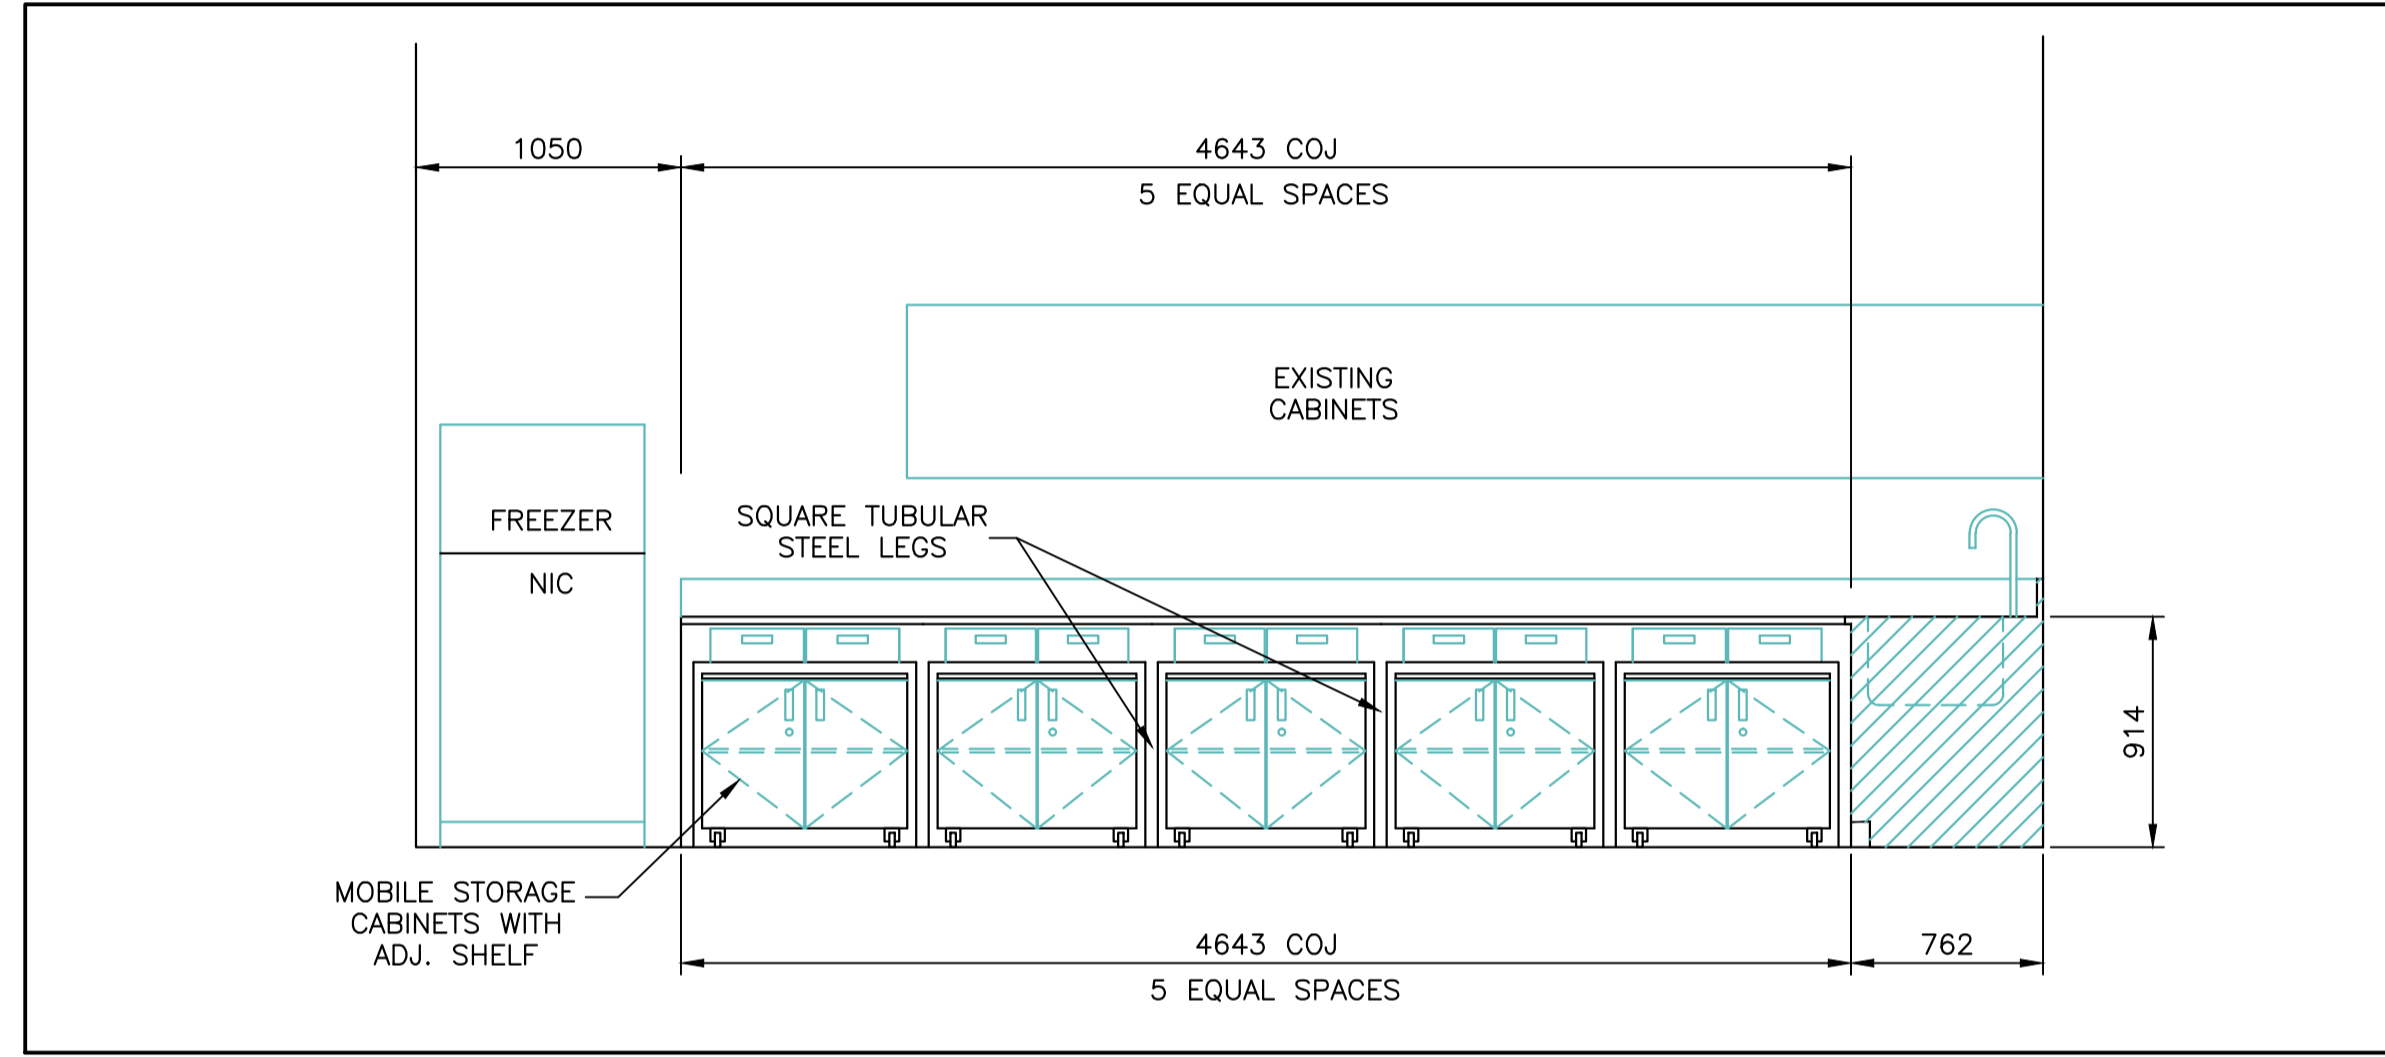 1050
4643 COJ
5 EQUAL SPACES
EXISTING
CABINETS
FREEZER
NIC
SQUARE TUBULAR
STEEL LEGS
914
MOBILE STORAGE
CABINETS WITH
ADJ. SHELF
4643 COJ
5 EQUAL SPACES
762